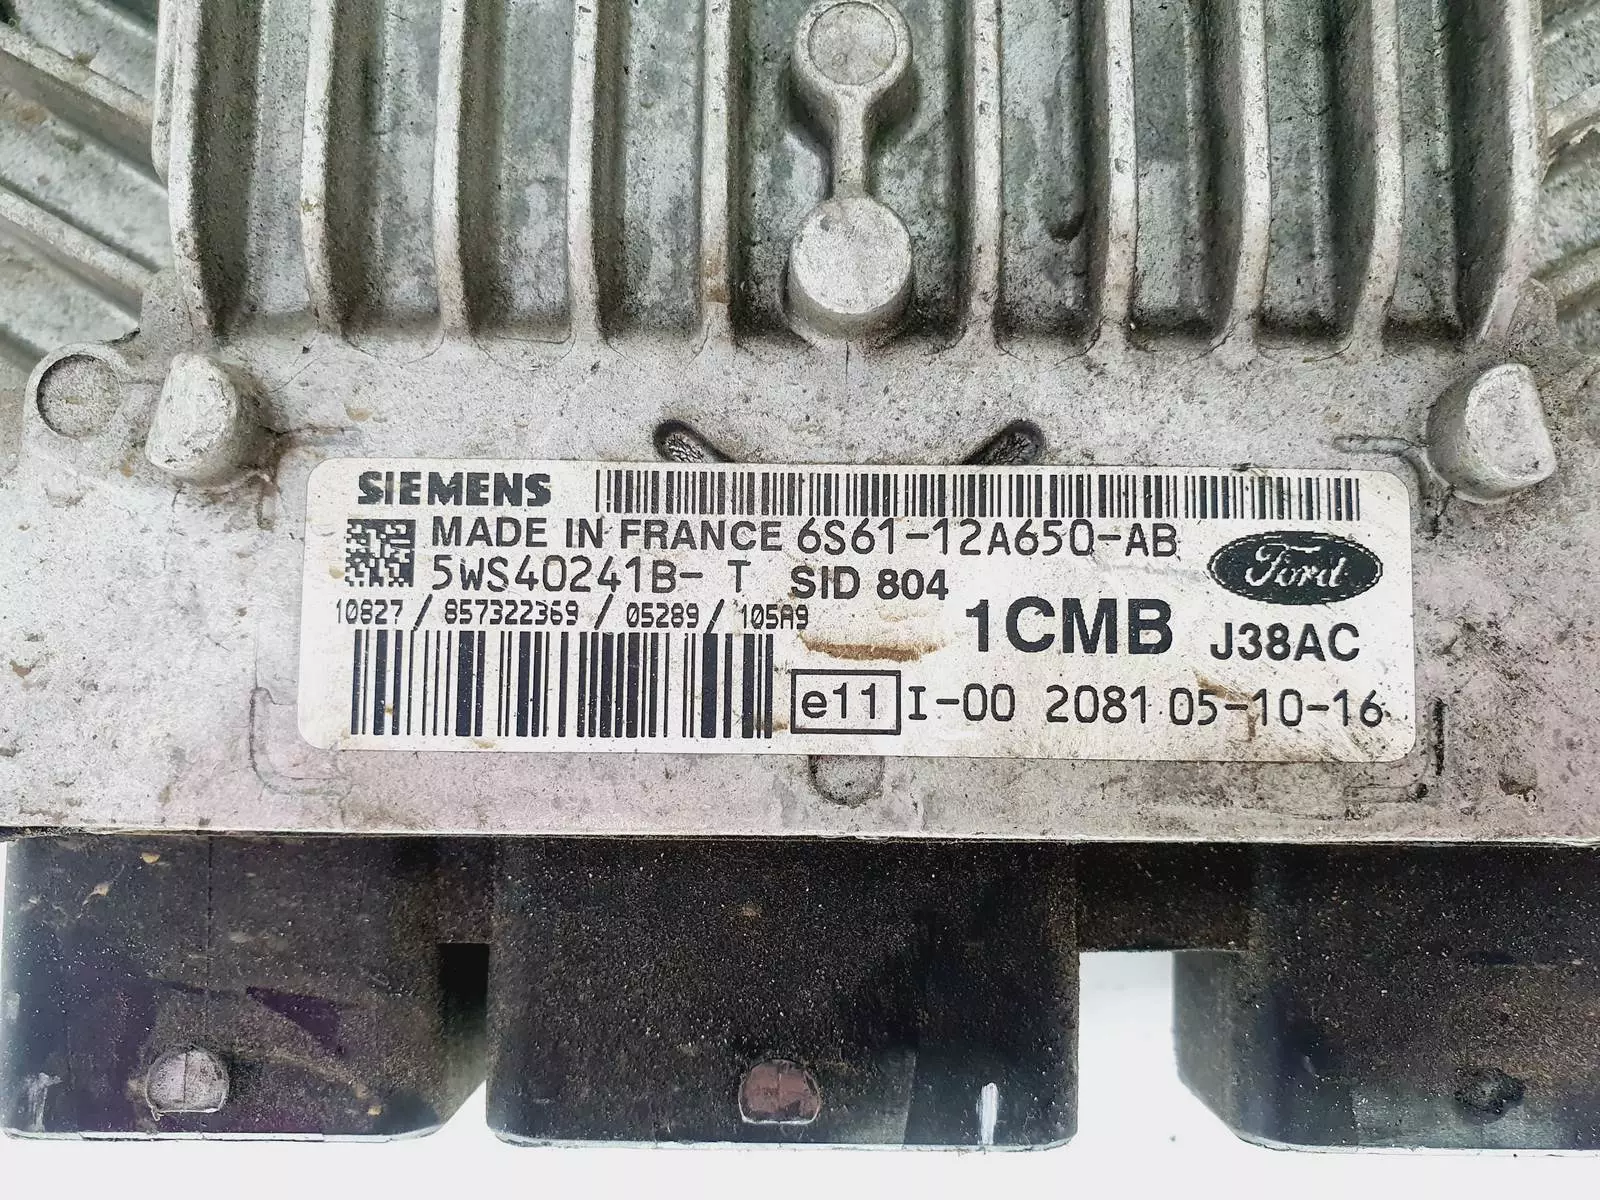 SIEMENS
MADE IN FRANCE 6S61-12A650-AB
Ford
5WS40241B- T SID 804
10827 / 857322369 / 05289 / 105A9
1CMB J38AC
e11 I-00 2081 05-10-16